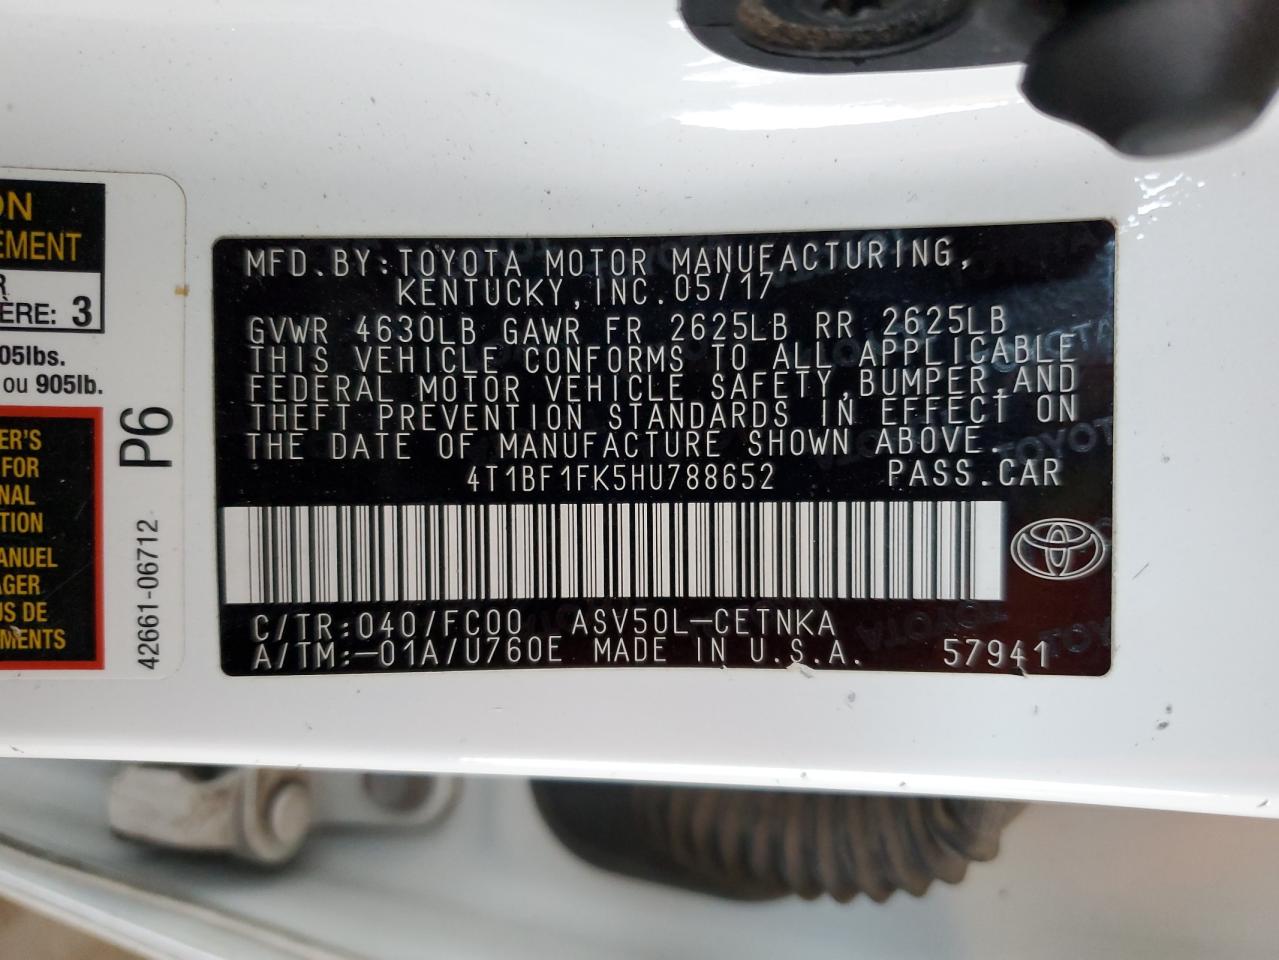 ON
EMENT
R
ERE: 3
05lbs.
ou 905lb.
ER'S
FOR
NAL
TION
ANUEL
AGER
US DE
MENTS
P6
42661-06712
MFD.BY:TOYOTA MOTOR MANUFACTURING,
KENTUCKY,INC.05/17
GVWR 4630LB GAWR FR 2625LB RR 2625LB
THIS VEHICLE CONFORMS TO ALL APPLICABLE
FEDERAL MOTOR VEHICLE SAFETY,BUMPER,AND
THEFT PREVENTION STANDARDS IN EFFECT ON
THE DATE OF MANUFACTURE SHOWN ABOVE.
4T1BF1FK5HU788652 PASS.CAR
C/TR:040/FC00 ASV50L-CETNKA
A/TM:-01A/U760E MADE IN U.S.A. 57941